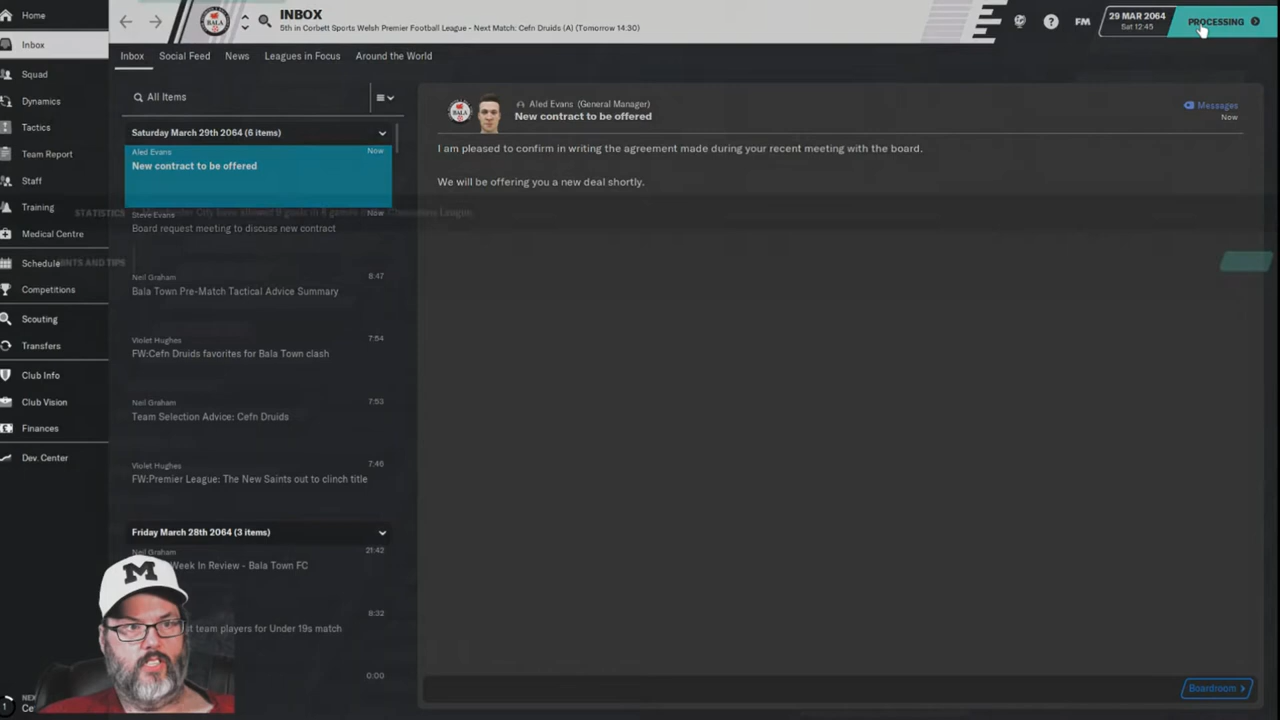 Home
Inbox
Squad
Dynamics
Tactics
Team Report
Staff
Training
Medical Centre
Schedule
Competitions
Scouting
Transfers
Club Info
Club Vision
Finances
Dev. Center
BALA
INBOX
5th in Corbett Sports Welsh Premier Football League - Next Match: Cefn Druids (A) (Tomorrow 14:30)
?
FM
29 MAR 2064
Sat 12:45
PROCESSING
Inbox
Social Feed
News
Leagues in Focus
Around the World
All Items
Saturday March 29th 2064 (6 items)
Aled Evans
Now
New contract to be offered
Steve Evans
Now
Board request meeting to discuss new contract
Neil Graham
8:47
Bala Town Pre-Match Tactical Advice Summary
Violet Hughes
7:54
FW:Cefn Druids favorites for Bala Town clash
Neil Graham
7:53
Team Selection Advice: Cefn Druids
Violet Hughes
7:46
FW:Premier League: The New Saints out to clinch title
Friday March 28th 2064 (3 items)
Neil Graham
21:42
Week In Review - Bala Town FC
8:32
team players for Under 19s match
0:00
BALA
Aled Evans (General Manager)
New contract to be offered
Messages
Now
I am pleased to confirm in writing the agreement made during your recent meeting with the board.
We will be offering you a new deal shortly.
STATISTICS
HINTS AND TIPS
Boardroom
M
1